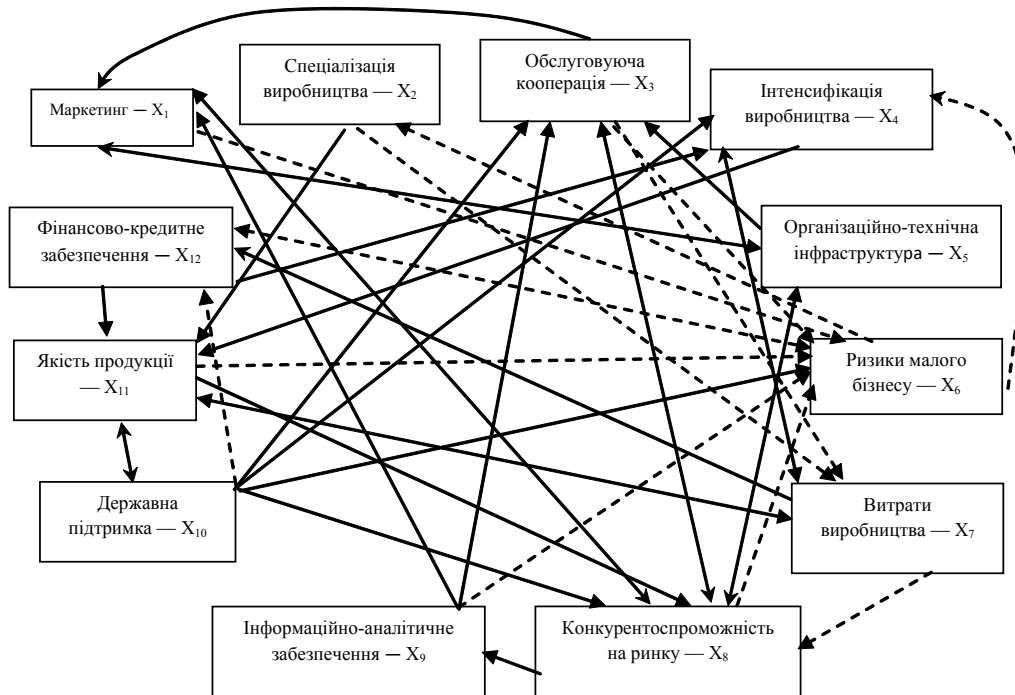 Маркетинг — X1
Спеціалізація
виробництва — X2
Обслуговуюча
кооперація — X3
Інтенсифікація
виробництва — X4
Фінансово-кредитне
забезпечення — X12
Організаційно-технічна
інфраструктура – X5
Якість продукції
— X11
Ризики малого
бізнесу — X6
Державна
підтримка — X10
Витрати
виробництва — X7
Інформаційно-аналітичне
забезпечення – X9
Конкурентоспроможність
на ринку — X8